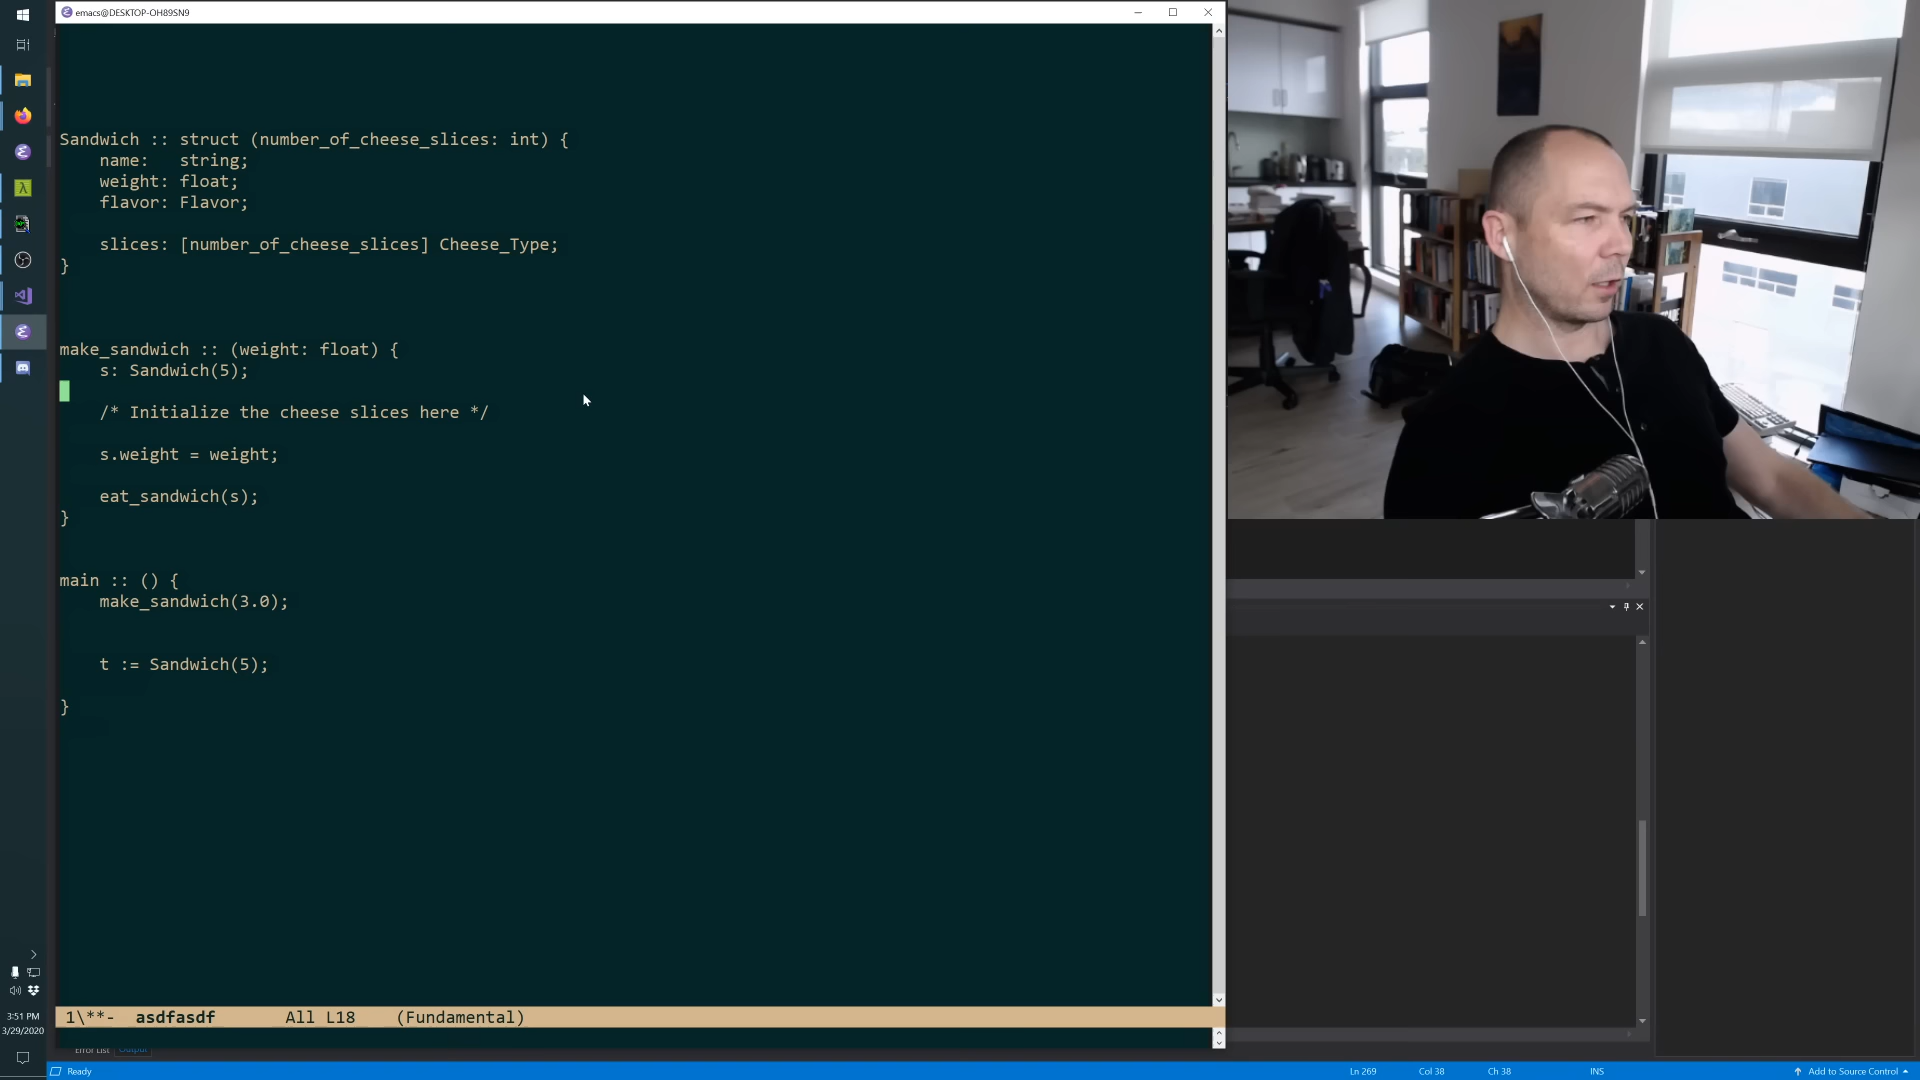 emacs@DESKTOP-OH89SN9
Sandwich :: struct (number_of_cheese_slices: int) {
name: string;
weight: float;
flavor: Flavor;
slices: [number_of_cheese_slices] Cheese_Type;
}
make_sandwich :: (weight: float) {
s: Sandwich(5);
/* Initialize the cheese slices here */
s.weight = weight;
eat_sandwich(s);
}
main :: () {
make_sandwich(3.0);
t := Sandwich(5);
}
1\**- asdfasdf All L18 (Fundamental)
3:51 PM
3/29/2020
Error List Output
Ready Ln 269 Col 38 Ch 38 INS Add to Source Control